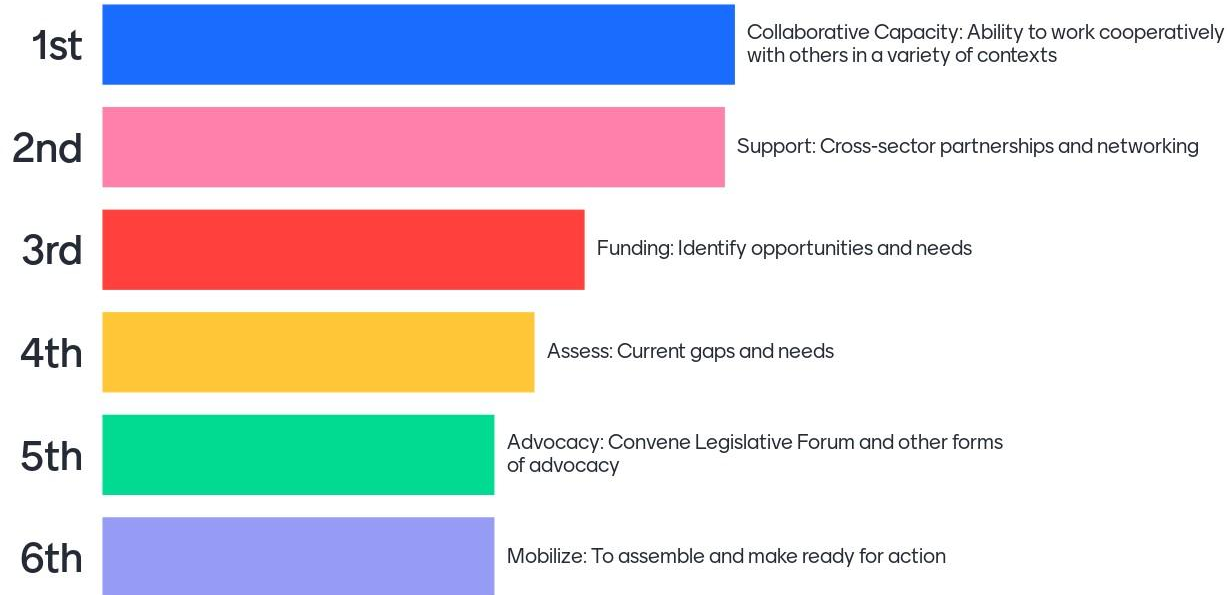 1st
Collaborative Capacity: Ability to work cooperatively
with others in a variety of contexts
2nd
Support: Cross-sector partnerships and networking
3rd
Funding: Identify opportunities and needs
4th
Assess: Current gaps and needs
5th
Advocacy: Convene Legislative Forum and other forms
of advocacy
6th
Mobilize: To assemble and make ready for action